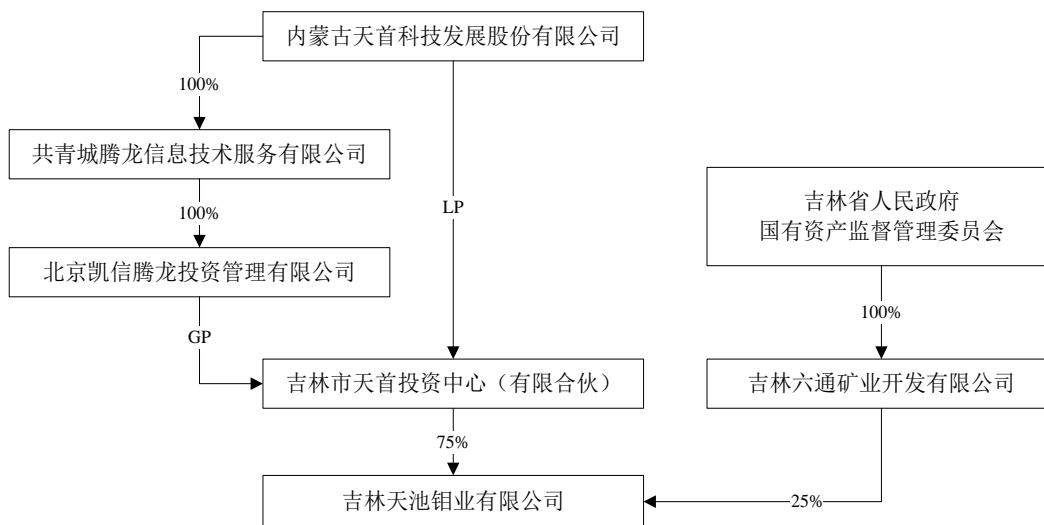 内蒙古天首科技发展股份有限公司
100%
共青城腾龙信息技术服务有限公司
100%
LP
吉林省人民政府
国有资产监督管理委员会
北京凯信腾龙投资管理有限公司
GP
100%
吉林市天首投资中心（有限合伙）
吉林六通矿业开发有限公司
75%
吉林天池钼业有限公司
25%